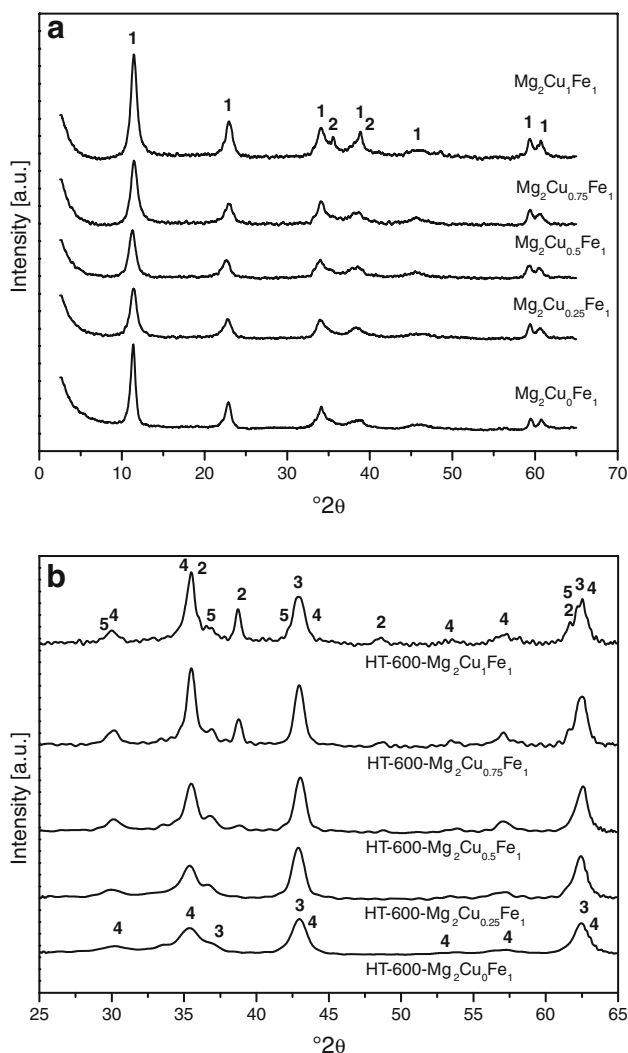 a
1
Mg₂Cu₁Fe₁
1
1 2
1 2
1
1 1
Mg₂Cu₀.₇₅Fe₁
Mg₂Cu₀.₅Fe₁
Mg₂Cu₀.₂₅Fe₁
Mg₂Cu₀Fe₁
Intensity [a.u.]
0 10 20 30 40 50 60 70
°2θ
b
5 4
4 2
5
2
3
5 4
2
4
4
5 3 4
2
HT-600-Mg₂Cu₁Fe₁
HT-600-Mg₂Cu₀.₇₅Fe₁
HT-600-Mg₂Cu₀.₅Fe₁
HT-600-Mg₂Cu₀.₂₅Fe₁
4
4
3
3
4
4
4
3
4
HT-600-Mg₂Cu₀Fe₁
Intensity [a.u.]
25 30 35 40 45 50 55 60 65
°2θ